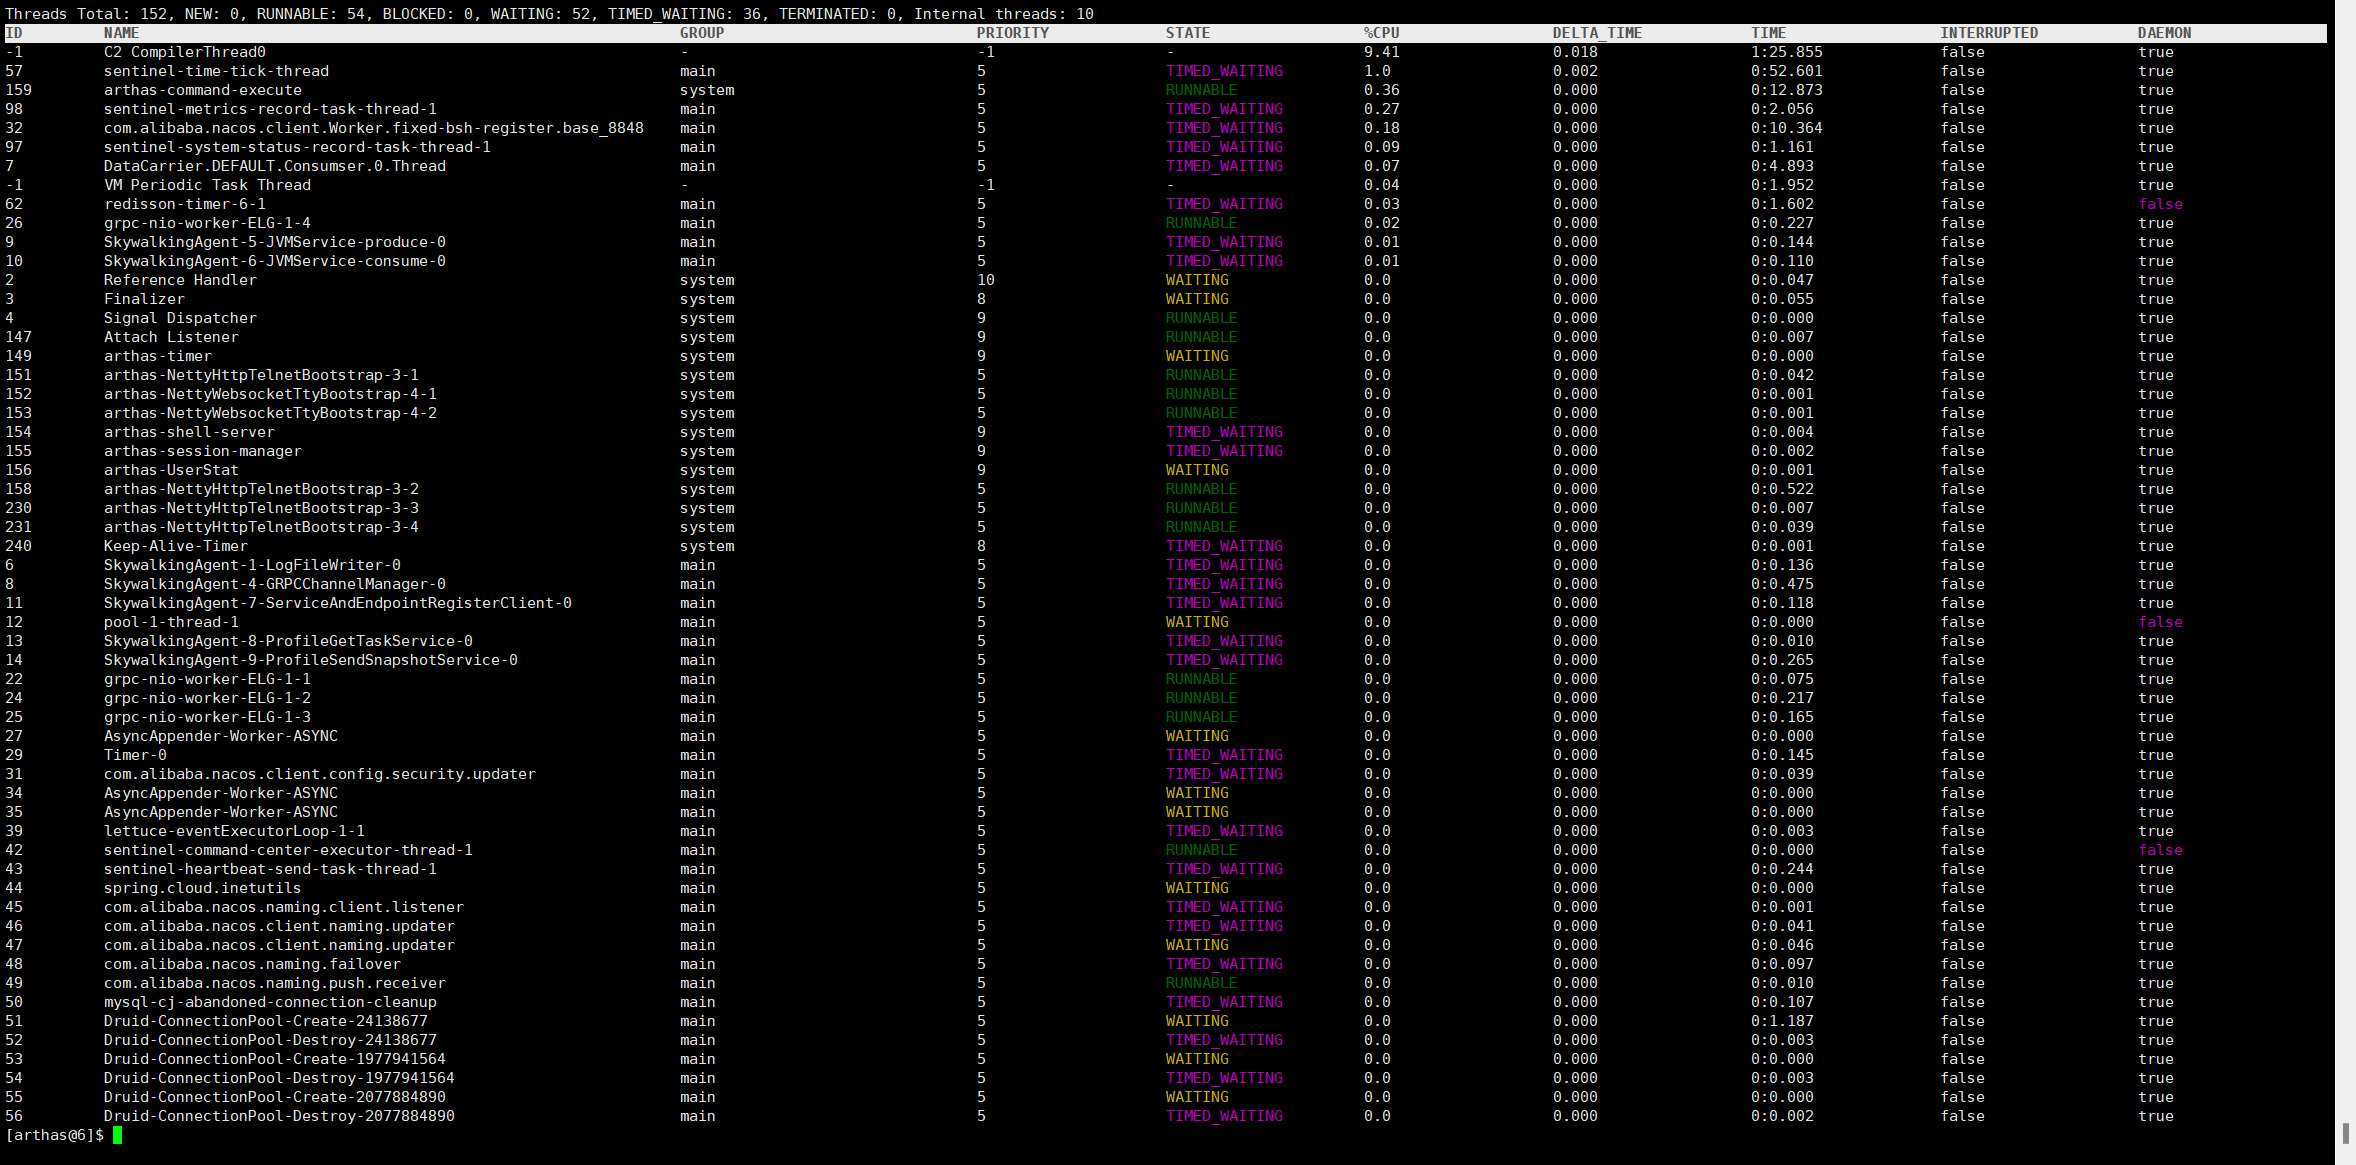 Threads Total: 152, NEW: 0, RUNNABLE: 54, BLOCKED: 0, WAITING: 52, TIMED_WAITING: 36, TERMINATED: 0, Internal threads: 10
ID NAME GROUP PRIORITY STATE %CPU DELTA_TIME TIME INTERRUPTED DAEMON
-1 C2 CompilerThread0 - -1 - 9.41 0.018 1:25.855 false true
57 sentinel-time-tick-thread main 5 TIMED_WAITING 1.0 0.002 0:52.601 false true
159 arthas-command-execute system 5 RUNNABLE 0.36 0.000 0:12.873 false true
98 sentinel-metrics-record-task-thread-1 main 5 TIMED_WAITING 0.27 0.000 0:2.056 false true
32 com.alibaba.nacos.client.Worker.fixed-bsh-register.base_8848 main 5 TIMED_WAITING 0.18 0.000 0:10.364 false true
97 sentinel-system-status-record-task-thread-1 main 5 TIMED_WAITING 0.09 0.000 0:1.161 false true
7 DataCarrier.DEFAULT.Consumser.0.Thread main 5 TIMED_WAITING 0.07 0.000 0:4.893 false true
-1 VM Periodic Task Thread - -1 - 0.04 0.000 0:1.952 false true
62 redisson-timer-6-1 main 5 TIMED_WAITING 0.03 0.000 0:1.602 false false
26 grpc-nio-worker-ELG-1-4 main 5 RUNNABLE 0.02 0.000 0:0.227 false true
9 SkywalkingAgent-5-JVMService-produce-0 main 5 TIMED_WAITING 0.01 0.000 0:0.144 false true
10 SkywalkingAgent-6-JVMService-consume-0 main 5 TIMED_WAITING 0.01 0.000 0:0.110 false true
2 Reference Handler system 10 WAITING 0.0 0.000 0:0.047 false true
3 Finalizer system 8 WAITING 0.0 0.000 0:0.055 false true
4 Signal Dispatcher system 9 RUNNABLE 0.0 0.000 0:0.000 false true
147 Attach Listener system 9 RUNNABLE 0.0 0.000 0:0.007 false true
149 arthas-timer system 9 WAITING 0.0 0.000 0:0.000 false true
151 arthas-NettyHttpTelnetBootstrap-3-1 system 5 RUNNABLE 0.0 0.000 0:0.042 false true
152 arthas-NettyWebsocketTtyBootstrap-4-1 system 5 RUNNABLE 0.0 0.000 0:0.001 false true
153 arthas-NettyWebsocketTtyBootstrap-4-2 system 5 RUNNABLE 0.0 0.000 0:0.001 false true
154 arthas-shell-server system 9 TIMED_WAITING 0.0 0.000 0:0.004 false true
155 arthas-session-manager system 9 TIMED_WAITING 0.0 0.000 0:0.002 false true
156 arthas-UserStat system 9 WAITING 0.0 0.000 0:0.001 false true
158 arthas-NettyHttpTelnetBootstrap-3-2 system 5 RUNNABLE 0.0 0.000 0:0.522 false true
230 arthas-NettyHttpTelnetBootstrap-3-3 system 5 RUNNABLE 0.0 0.000 0:0.007 false true
231 arthas-NettyHttpTelnetBootstrap-3-4 system 5 RUNNABLE 0.0 0.000 0:0.039 false true
240 Keep-Alive-Timer system 8 TIMED_WAITING 0.0 0.000 0:0.001 false true
6 SkywalkingAgent-1-LogFileWriter-0 main 5 TIMED_WAITING 0.0 0.000 0:0.136 false true
8 SkywalkingAgent-4-GRPCChannelManager-0 main 5 TIMED_WAITING 0.0 0.000 0:0.475 false true
11 SkywalkingAgent-7-ServiceAndEndpointRegisterClient-0 main 5 TIMED_WAITING 0.0 0.000 0:0.118 false true
12 pool-1-thread-1 main 5 WAITING 0.0 0.000 0:0.000 false false
13 SkywalkingAgent-8-ProfileGetTaskService-0 main 5 TIMED_WAITING 0.0 0.000 0:0.010 false true
14 SkywalkingAgent-9-ProfileSendSnapshotService-0 main 5 TIMED_WAITING 0.0 0.000 0:0.265 false true
22 grpc-nio-worker-ELG-1-1 main 5 RUNNABLE 0.0 0.000 0:0.075 false true
24 grpc-nio-worker-ELG-1-2 main 5 RUNNABLE 0.0 0.000 0:0.217 false true
25 grpc-nio-worker-ELG-1-3 main 5 RUNNABLE 0.0 0.000 0:0.165 false true
27 AsyncAppender-Worker-ASYNC main 5 WAITING 0.0 0.000 0:0.000 false true
29 Timer-0 main 5 TIMED_WAITING 0.0 0.000 0:0.145 false true
31 com.alibaba.nacos.client.config.security.updater main 5 TIMED_WAITING 0.0 0.000 0:0.039 false true
34 AsyncAppender-Worker-ASYNC main 5 WAITING 0.0 0.000 0:0.000 false true
35 AsyncAppender-Worker-ASYNC main 5 WAITING 0.0 0.000 0:0.000 false true
39 lettuce-eventExecutorLoop-1-1 main 5 TIMED_WAITING 0.0 0.000 0:0.003 false true
42 sentinel-command-center-executor-thread-1 main 5 RUNNABLE 0.0 0.000 0:0.000 false false
43 sentinel-heartbeat-send-task-thread-1 main 5 TIMED_WAITING 0.0 0.000 0:0.244 false true
44 spring.cloud.inetutils main 5 WAITING 0.0 0.000 0:0.000 false true
45 com.alibaba.nacos.naming.client.listener main 5 TIMED_WAITING 0.0 0.000 0:0.001 false true
46 com.alibaba.nacos.client.naming.updater main 5 TIMED_WAITING 0.0 0.000 0:0.041 false true
47 com.alibaba.nacos.client.naming.updater main 5 WAITING 0.0 0.000 0:0.046 false true
48 com.alibaba.nacos.naming.failover main 5 TIMED_WAITING 0.0 0.000 0:0.097 false true
49 com.alibaba.nacos.naming.push.receiver main 5 RUNNABLE 0.0 0.000 0:0.010 false true
50 mysql-cj-abandoned-connection-cleanup main 5 TIMED_WAITING 0.0 0.000 0:0.107 false true
51 Druid-ConnectionPool-Create-24138677 main 5 WAITING 0.0 0.000 0:1.187 false true
52 Druid-ConnectionPool-Destroy-24138677 main 5 TIMED_WAITING 0.0 0.000 0:0.003 false true
53 Druid-ConnectionPool-Create-1977941564 main 5 WAITING 0.0 0.000 0:0.000 false true
54 Druid-ConnectionPool-Destroy-1977941564 main 5 TIMED_WAITING 0.0 0.000 0:0.003 false true
55 Druid-ConnectionPool-Create-2077884890 main 5 WAITING 0.0 0.000 0:0.000 false true
56 Druid-ConnectionPool-Destroy-2077884890 main 5 TIMED_WAITING 0.0 0.000 0:0.002 false true
[arthas@6]$